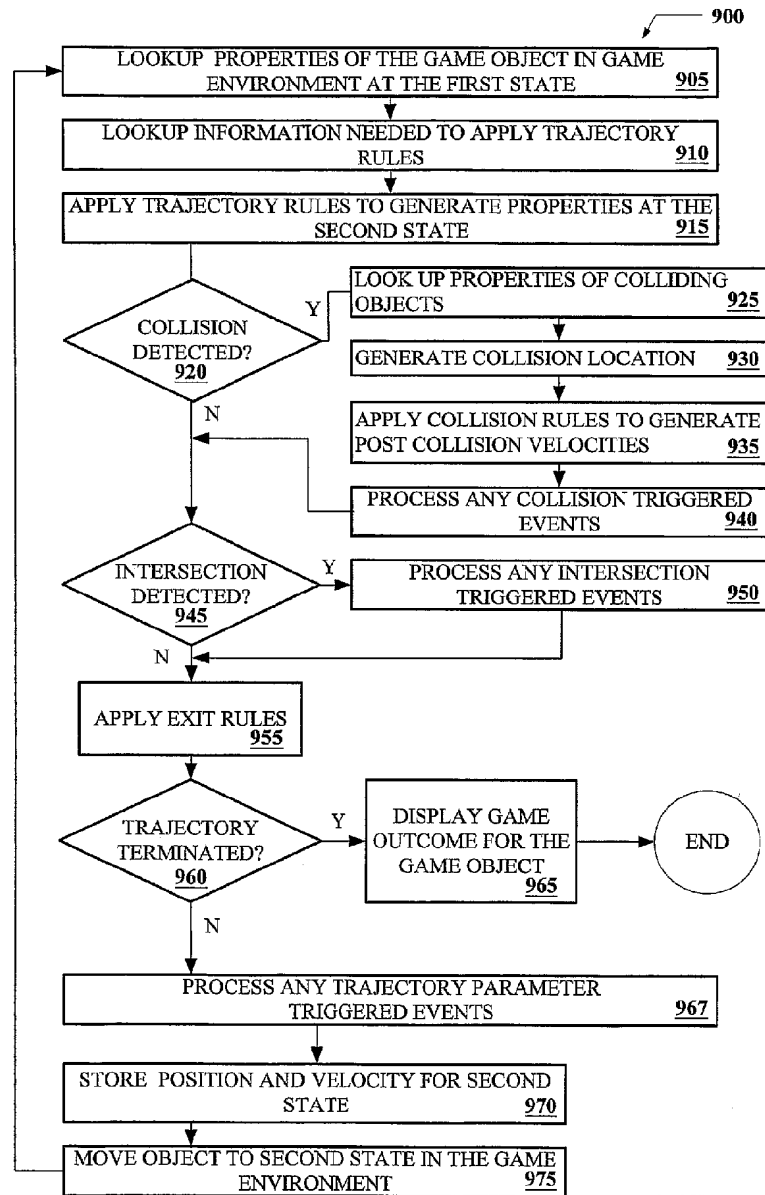 900
LOOKUP PROPERTIES OF THE GAME OBJECT IN GAME
ENVIRONMENT AT THE FIRST STATE
905
LOOKUP INFORMATION NEEDED TO APPLY TRAJECTORY
RULES
910
APPLY TRAJECTORY RULES TO GENERATE PROPERTIES AT THE
SECOND STATE
915
COLLISION
DETECTED?
920
Y
N
LOOK UP PROPERTIES OF COLLIDING
OBJECTS
925
GENERATE COLLISION LOCATION
930
APPLY COLLISION RULES TO GENERATE
POST COLLISION VELOCITIES
935
PROCESS ANY COLLISION TRIGGERED
EVENTS
940
INTERSECTION
DETECTED?
945
Y
N
PROCESS ANY INTERSECTION
TRIGGERED EVENTS
950
APPLY EXIT RULES
955
TRAJECTORY
TERMINATED?
960
Y
N
DISPLAY GAME
OUTCOME FOR THE
GAME OBJECT
965
END
PROCESS ANY TRAJECTORY PARAMETER
TRIGGERED EVENTS
967
STORE POSITION AND VELOCITY FOR SECOND
STATE
970
MOVE OBJECT TO SECOND STATE IN THE GAME
ENVIRONMENT
975